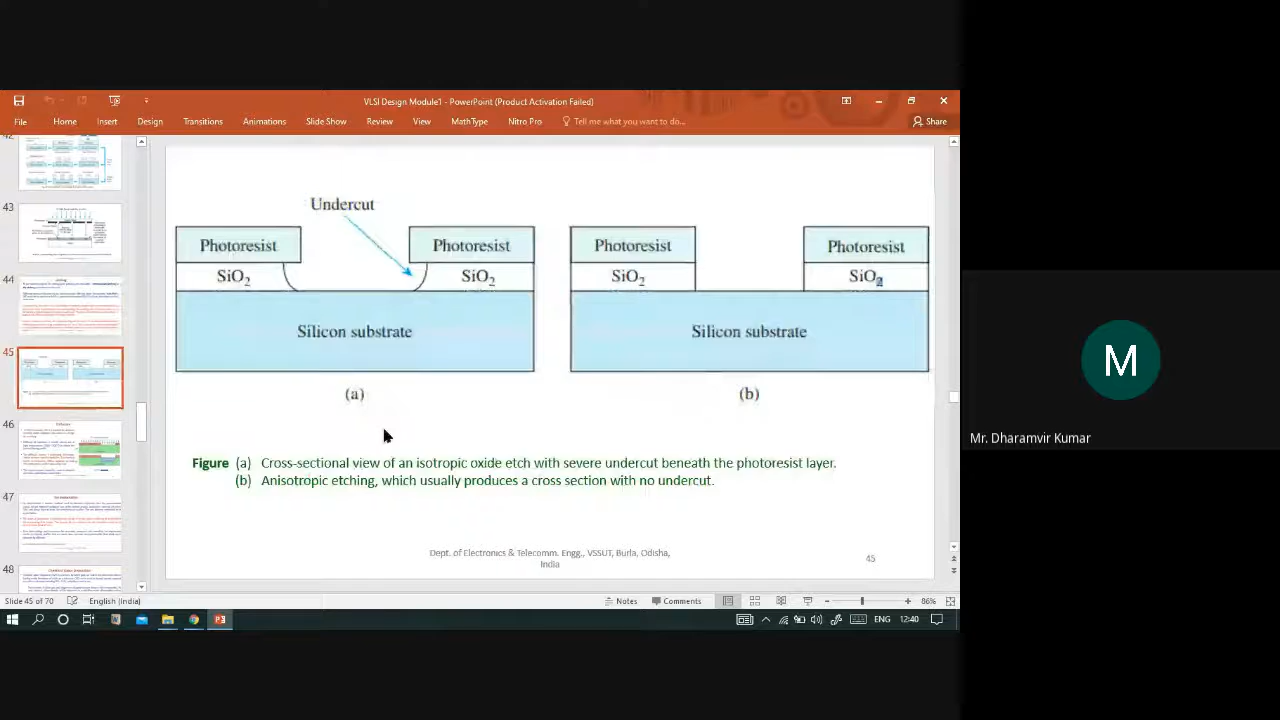 VLSI Design Module1 - PowerPoint (Product Activation Failed)
File Home Insert Design Transitions Animations Slide Show Review View MathType Nitro Pro Tell me what you want to do... Share
42
43
44
45
46
47
48
Undercut
Photoresist Photoresist Photoresist Photoresist
SiO2 SiO2 SiO2 SiO2
Silicon substrate Silicon substrate
(a) (b)
Figure (a) Cross-sectional view of an isotrop with severe undercut beneath the photoresist layer.
(b) Anisotropic etching, which usually produces a cross section with no undercut.
Dept. of Electronics & Telecomm. Engg., VSSUT, Burla, Odisha,
India
45
Slide 45 of 70 English (India) Notes Comments 86%
ENG 12:40
M
Mr. Dharamvir Kumar